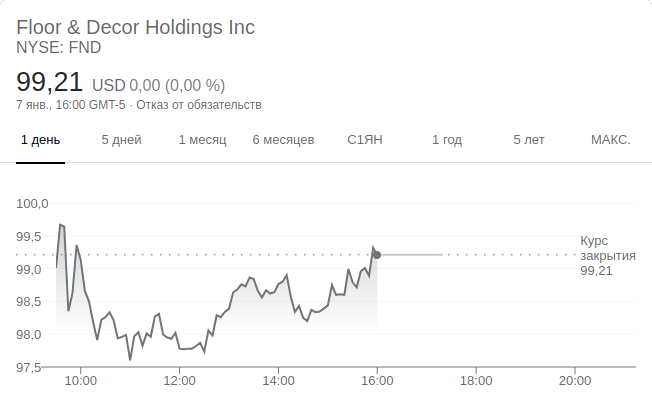 Floor & Decor Holdings Inc
NYSE: FND
99,21 USD 0,00 (0,00 %)
7 янв., 16:00 GMT-5 · Отказ от обязательств
1 день 5 дней 1 месяц 6 месяцев С1ЯН 1 год 5 лет МАКС.
100,0
99,5
99,0
98,5
98,0
97,5
Курс
закрытия
99,21
10:00 12:00 14:00 16:00 18:00 20:00